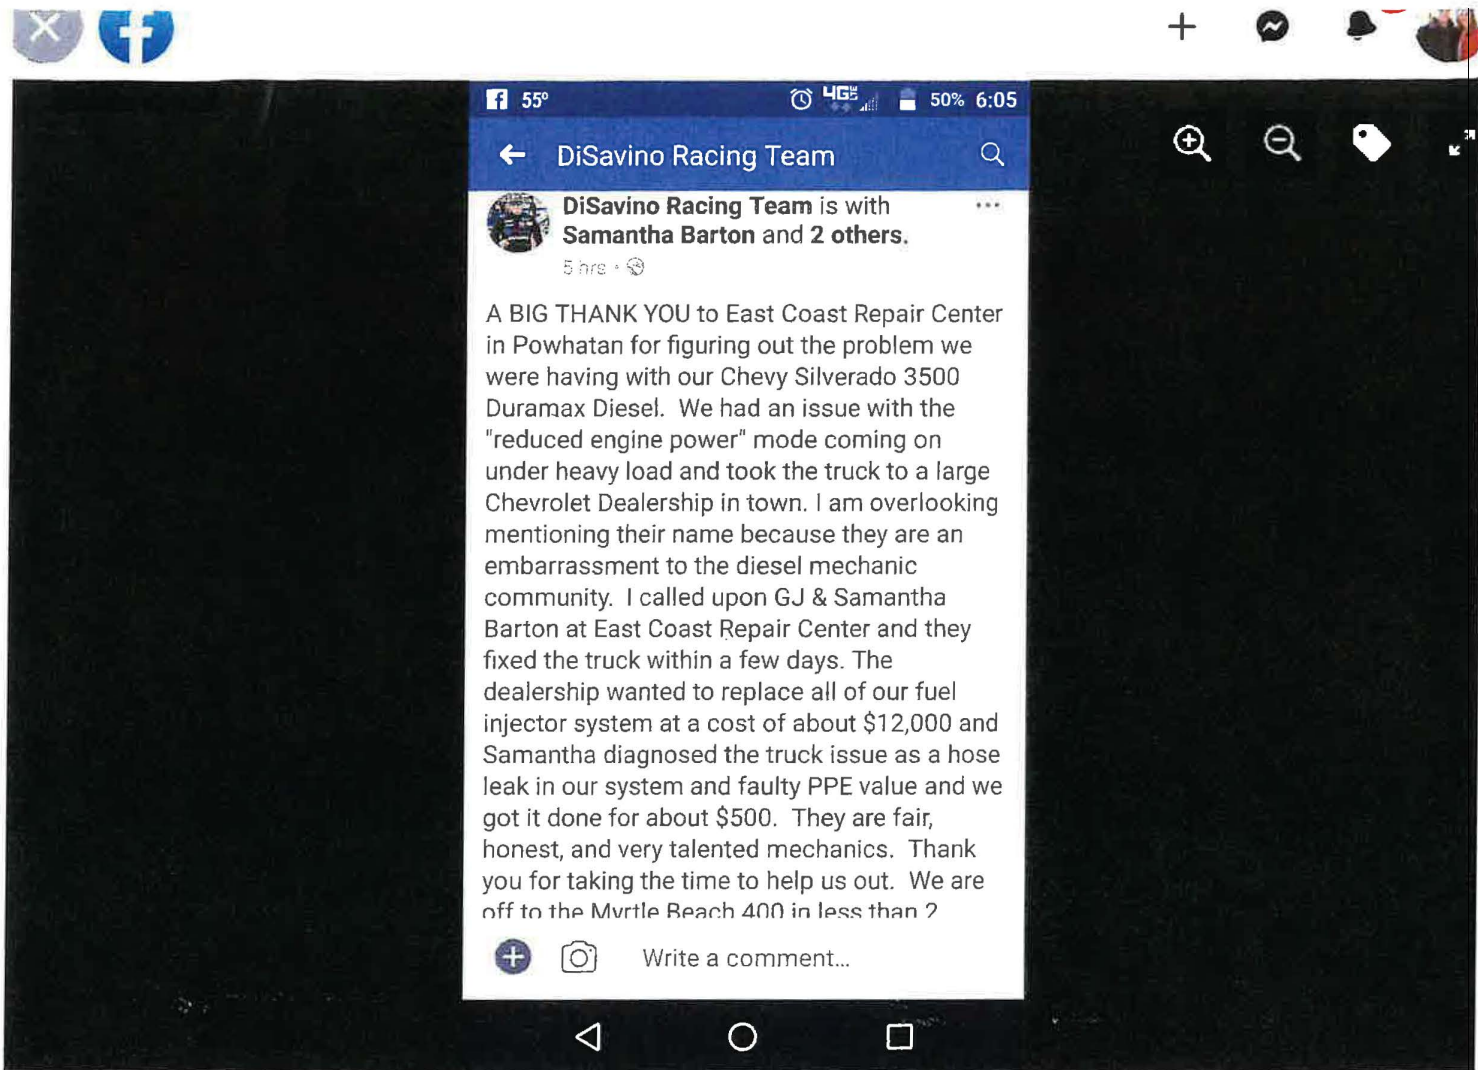 55° 4G 50% 6:05
DiSavino Racing Team
DiSavino Racing Team is with
Samantha Barton and 2 others.
5 hrs ·
A BIG THANK YOU to East Coast Repair Center
in Powhatan for figuring out the problem we
were having with our Chevy Silverado 3500
Duramax Diesel. We had an issue with the
"reduced engine power" mode coming on
under heavy load and took the truck to a large
Chevrolet Dealership in town. I am overlooking
mentioning their name because they are an
embarrassment to the diesel mechanic
community. I called upon GJ & Samantha
Barton at East Coast Repair Center and they
fixed the truck within a few days. The
dealership wanted to replace all of our fuel
injector system at a cost of about $12,000 and
Samantha diagnosed the truck issue as a hose
leak in our system and faulty PPE value and we
got it done for about $500. They are fair,
honest, and very talented mechanics. Thank
you for taking the time to help us out. We are
off to the Myrtle Beach 400 in less than 2
Write a comment...